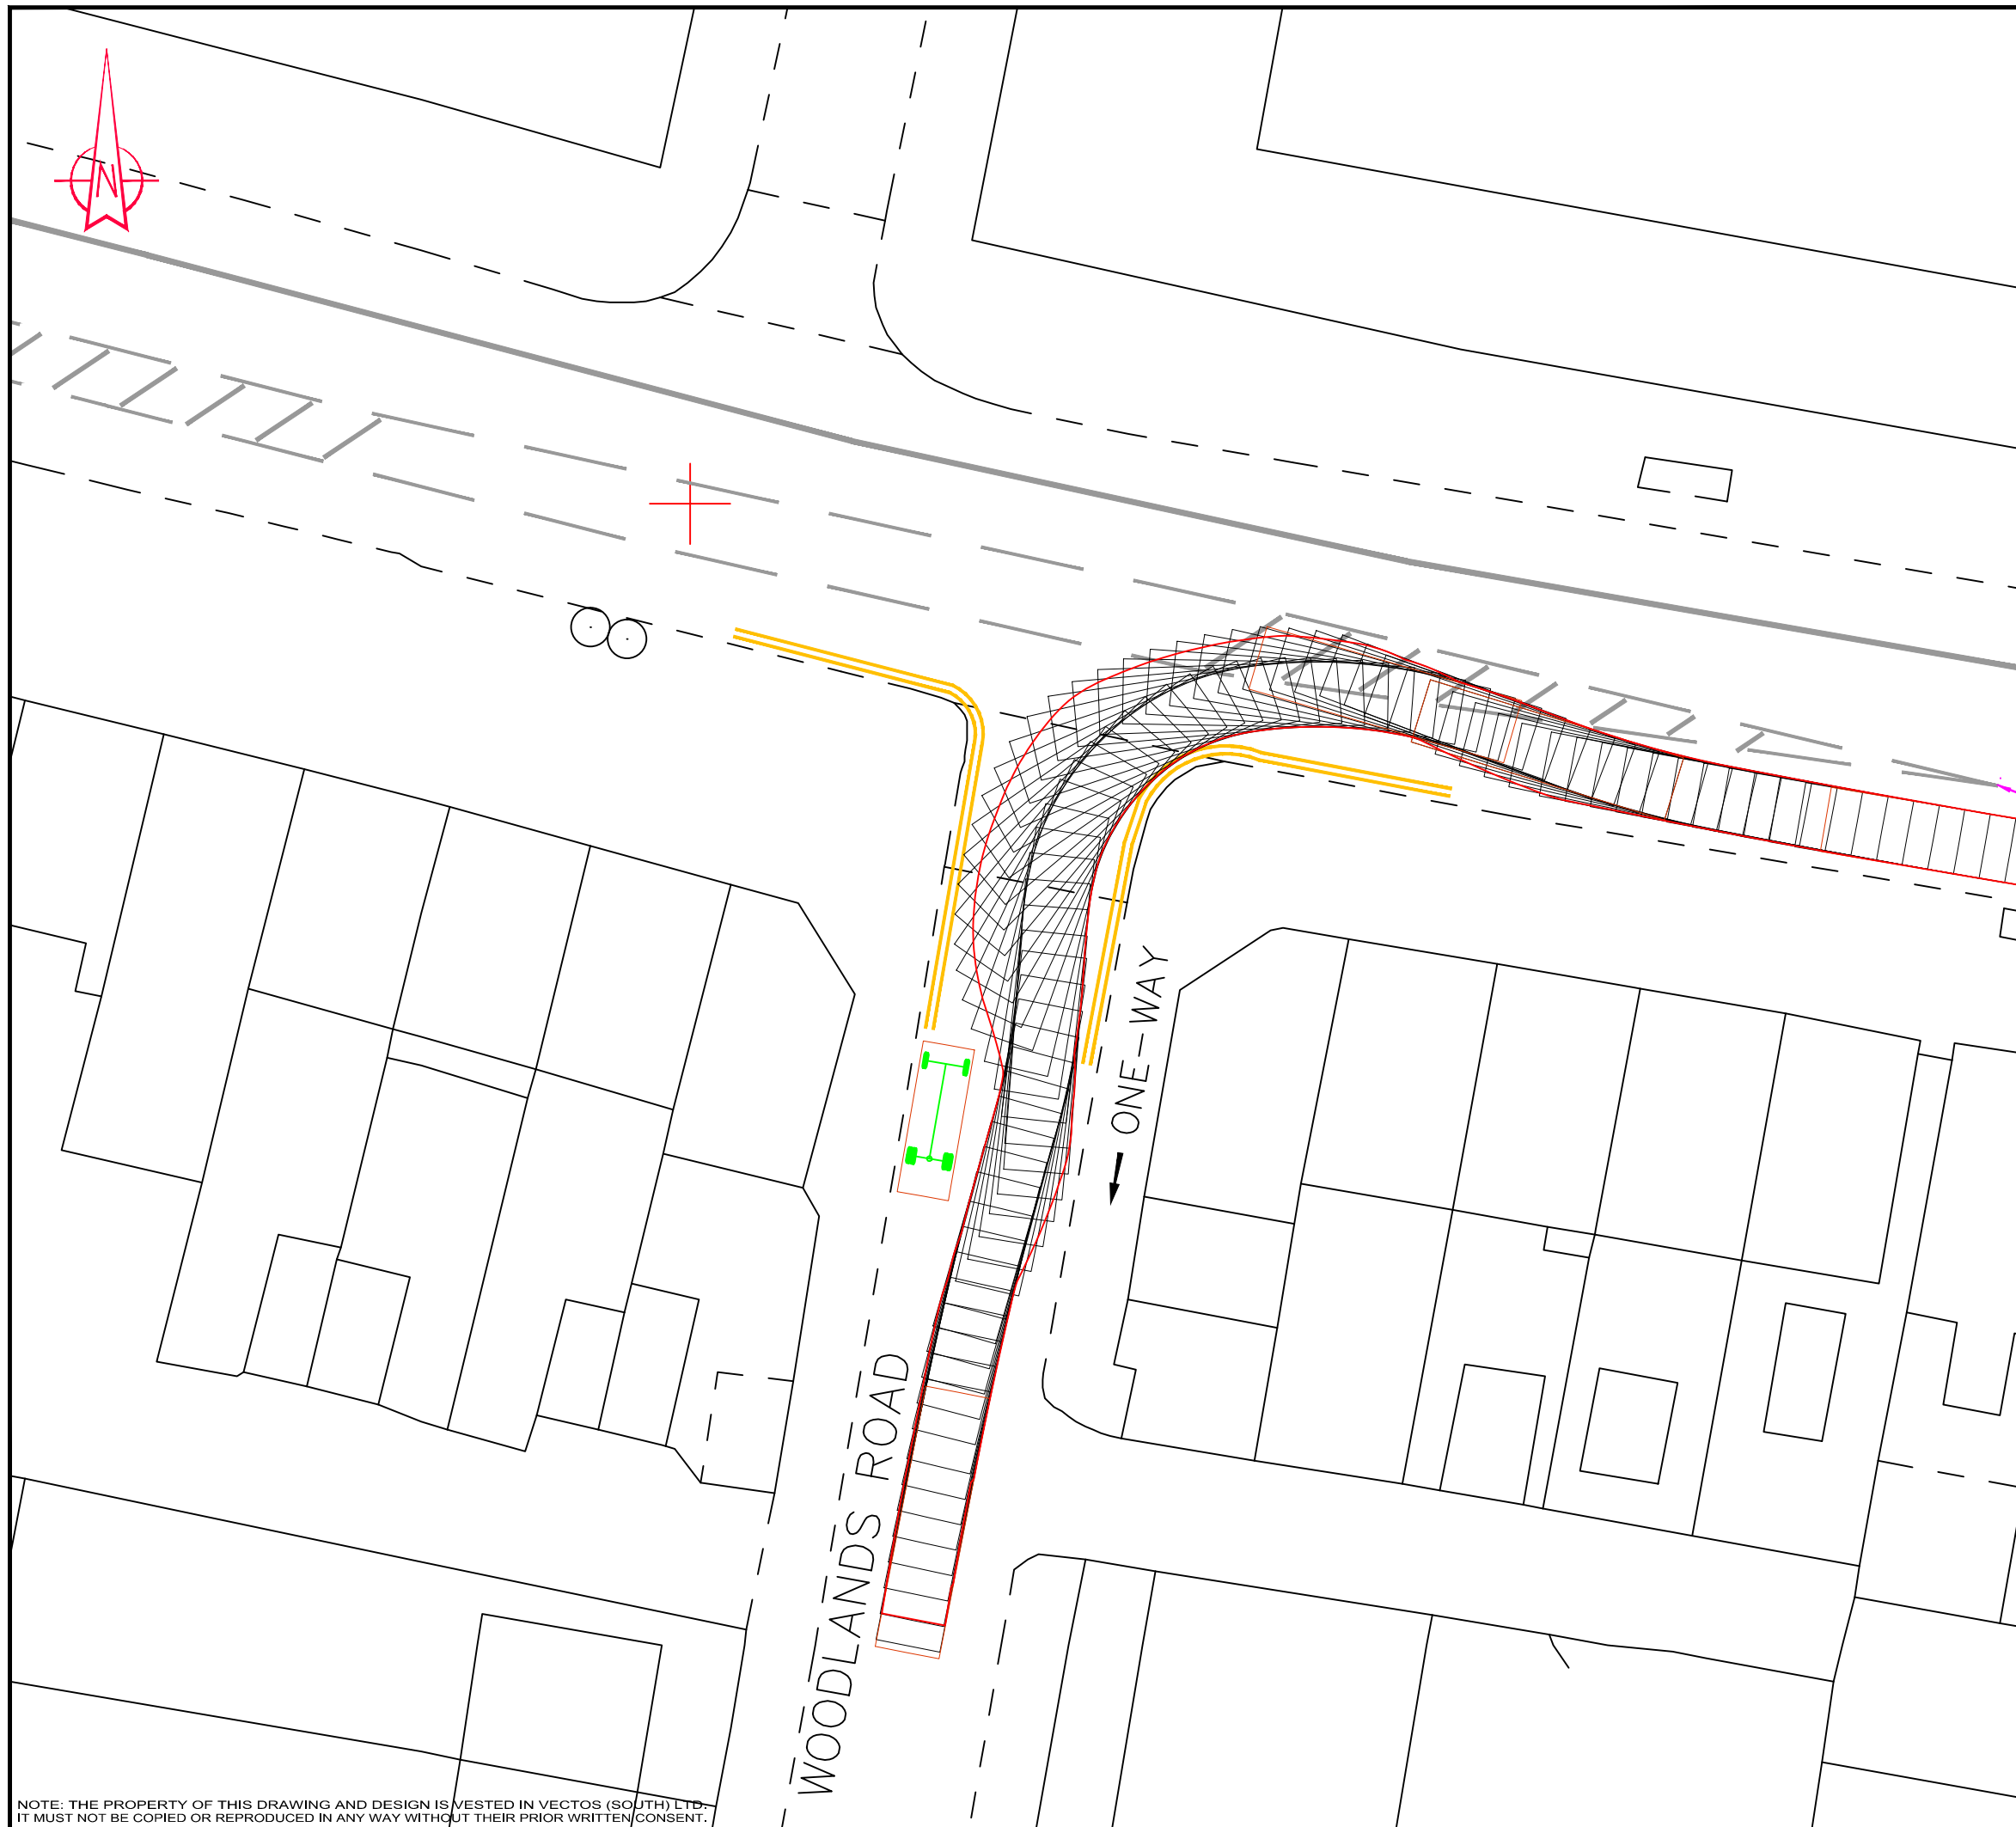 N
ONE WAY
WOODLANDS ROAD
NOTE: THE PROPERTY OF THIS DRAWING AND DESIGN IS VESTED IN VECTOS (SOUTH) LTD.
IT MUST NOT BE COPIED OR REPRODUCED IN ANY WAY WITHOUT THEIR PRIOR WRITTEN CONSENT.